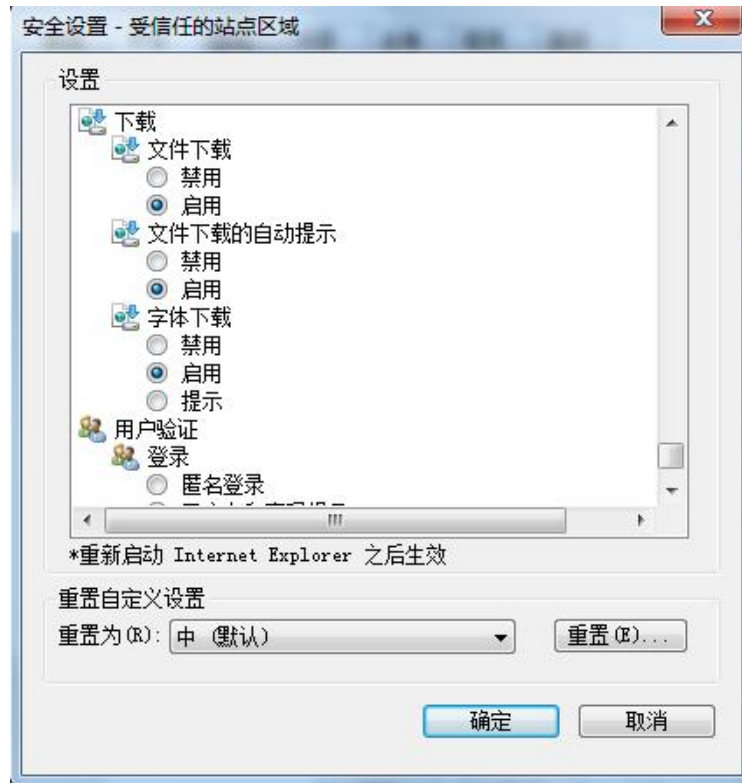 安全设置 - 受信任的站点区域
设置
下载
文件下载
禁用
启用
文件下载的自动提示
禁用
启用
字体下载
禁用
启用
提示
用户验证
登录
匿名登录
*重新启动 Internet Explorer 之后生效
重置自定义设置
重置为(R): 中 (默认) 重置(E)...
确定 取消